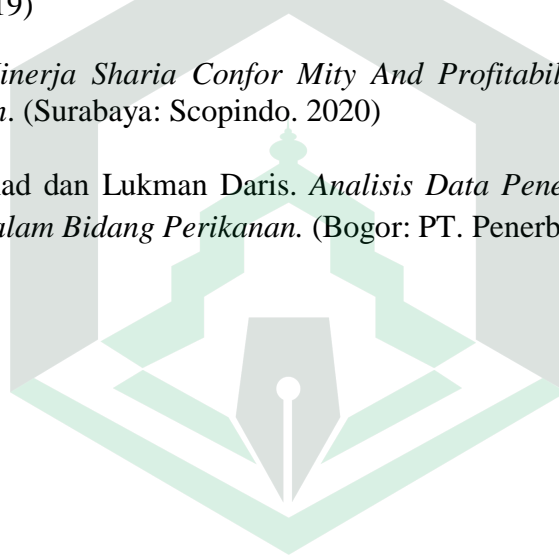 19)
inerja Sharia Confor Mity And Profitabil
n. (Surabaya: Scopindo. 2020)
ad dan Lukman Daris. Analisis Data Pene
alam Bidang Perikanan. (Bogor: PT. Penerb